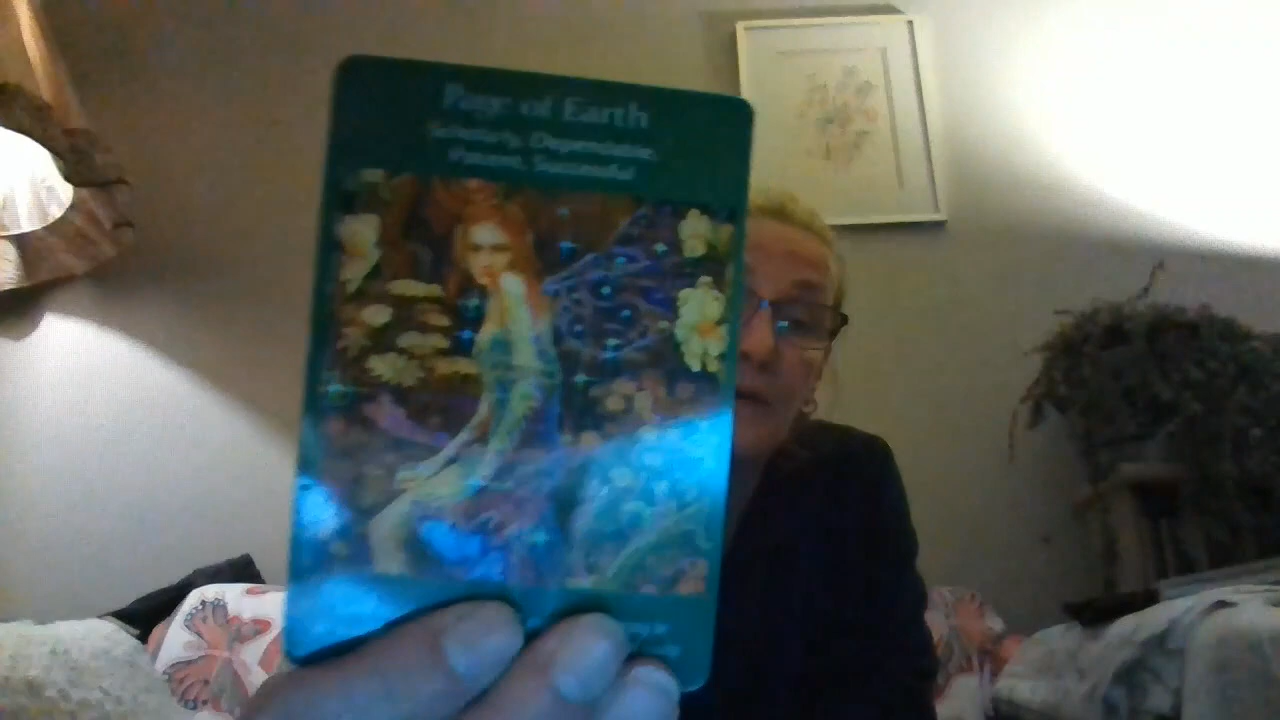 Page of Earth
Scholarly, Dependable,
Patient, Successful